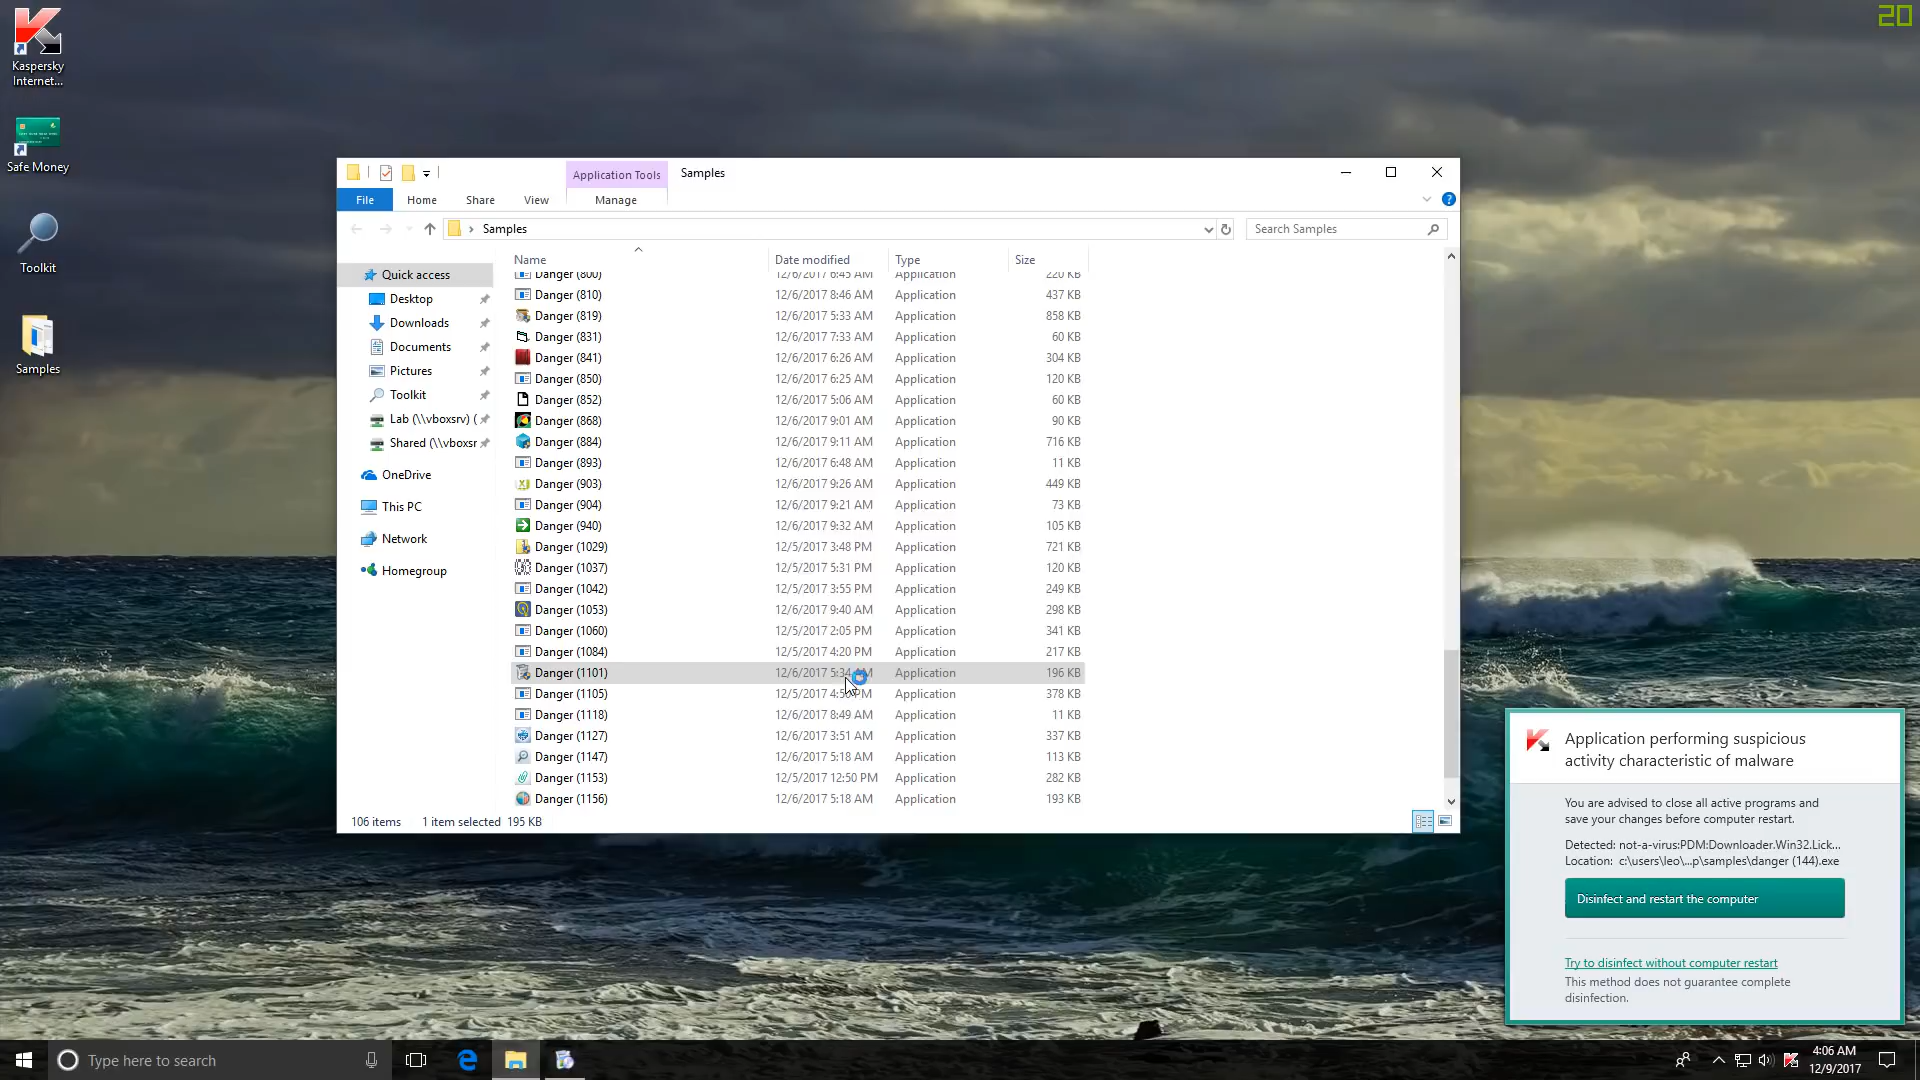 20
Kaspersky
Internet...
Safe Money
Toolkit
Samples
Application Tools
Samples
File
Home
Share
View
Manage
Samples
Search Samples
Quick access
Desktop
Downloads
Documents
Pictures
Toolkit
Lab (\\vboxsrv) (
Shared (\\vboxsr
OneDrive
This PC
Network
Homegroup
Name Date modified Type Size
Danger (800) 12/6/2017 6:45 AM Application 220 KB
Danger (810) 12/6/2017 8:46 AM Application 437 KB
Danger (819) 12/6/2017 5:33 AM Application 858 KB
Danger (831) 12/6/2017 7:33 AM Application 60 KB
Danger (841) 12/6/2017 6:26 AM Application 304 KB
Danger (850) 12/6/2017 6:25 AM Application 120 KB
Danger (852) 12/6/2017 5:06 AM Application 60 KB
Danger (868) 12/6/2017 9:01 AM Application 90 KB
Danger (884) 12/6/2017 9:11 AM Application 716 KB
Danger (893) 12/6/2017 6:48 AM Application 11 KB
Danger (903) 12/6/2017 9:26 AM Application 449 KB
Danger (904) 12/6/2017 9:21 AM Application 73 KB
Danger (940) 12/6/2017 9:32 AM Application 105 KB
Danger (1029) 12/5/2017 3:48 PM Application 721 KB
Danger (1037) 12/5/2017 5:31 PM Application 120 KB
Danger (1042) 12/5/2017 3:55 PM Application 249 KB
Danger (1053) 12/6/2017 9:40 AM Application 298 KB
Danger (1060) 12/5/2017 2:05 PM Application 341 KB
Danger (1084) 12/5/2017 4:20 PM Application 217 KB
Danger (1101) 12/6/2017 Application 196 KB
Danger (1105) 12/5/2017 Application 378 KB
Danger (1118) 12/6/2017 8:49 AM Application 11 KB
Danger (1127) 12/6/2017 3:51 AM Application 337 KB
Danger (1147) 12/6/2017 5:18 AM Application 113 KB
Danger (1153) 12/5/2017 12:50 PM Application 282 KB
Danger (1156) 12/6/2017 5:18 AM Application 193 KB
106 items 1 item selected 195 KB
Application performing suspicious
activity characteristic of malware
You are advised to close all active programs and
save your changes before computer restart.
Detected: not-a-virus:PDM:Downloader.Win32.Lick...
Location: c:\users\leo\...p\samples\danger (144).exe
Disinfect and restart the computer
Try to disinfect without computer restart
This method does not guarantee complete
disinfection.
Type here to search
4:06 AM
12/9/2017